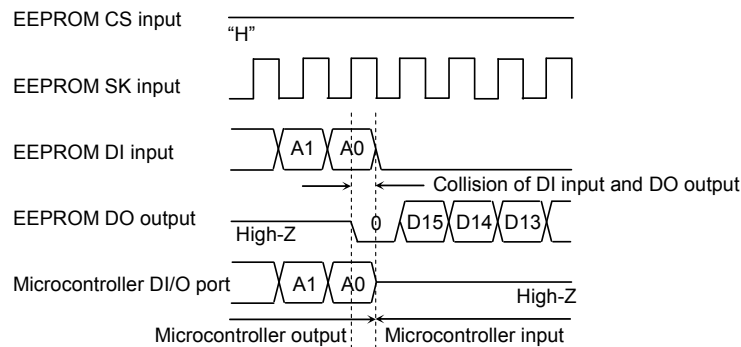 EEPROM CS input
“H”
EEPROM SK input
EEPROM DI input
A1 A0
Collision of DI input and DO output
EEPROM DO output
High-Z
0 D15 D14 D13
Microcontroller DI/O port
A1 A0
High-Z
Microcontroller output Microcontroller input